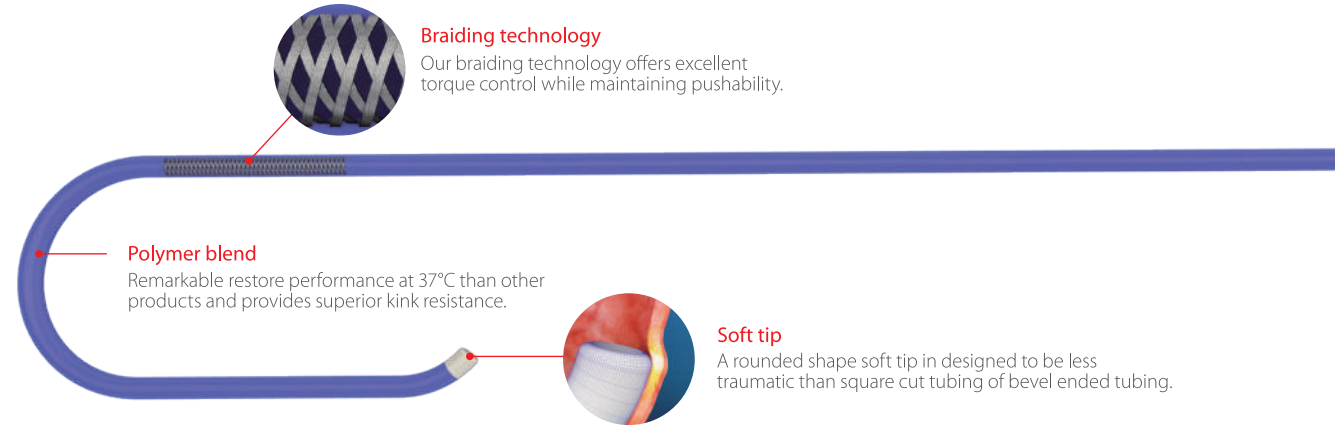 Braiding technology
Our braiding technology offers excellent
torque control while maintaining pushability.
Polymer blend
Remarkable restore performance at 37°C than other
products and provides superior kink resistance.
Soft tip
A rounded shape soft tip in designed to be less
traumatic than square cut tubing of bevel ended tubing.